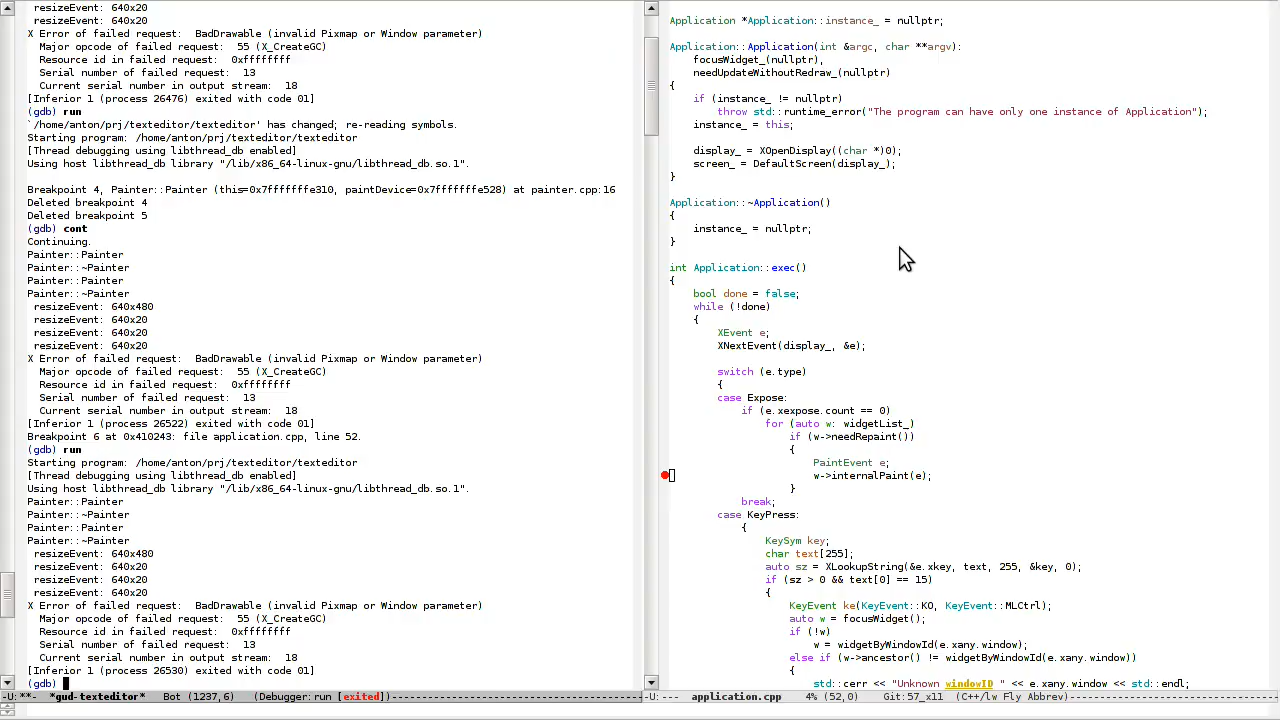 resizeEvent: 640x20
resizeEvent: 640x20
X Error of failed request:  BadDrawable (invalid Pixmap or Window parameter)
Major opcode of failed request:  55 (X_CreateGC)
Resource id in failed request:  0xffffffff
Serial number of failed request:  13
Current serial number in output stream:  18
[Inferior 1 (process 26476) exited with code 01]
(gdb) run
`/home/anton/prj/texteditor/texteditor' has changed; re-reading symbols.
Starting program: /home/anton/prj/texteditor/texteditor
[Thread debugging using libthread_db enabled]
Using host libthread_db library "/lib/x86_64-linux-gnu/libthread_db.so.1".
Breakpoint 4, Painter::Painter (this=0x7fffffffe310, paintDevice=0x7fffffffe528) at painter.cpp:16
Deleted breakpoint 4
Deleted breakpoint 5
(gdb) cont
Continuing.
Painter::Painter
Painter::~Painter
Painter::Painter
Painter::~Painter
resizeEvent: 640x480
resizeEvent: 640x20
resizeEvent: 640x20
resizeEvent: 640x20
X Error of failed request:  BadDrawable (invalid Pixmap or Window parameter)
Major opcode of failed request:  55 (X_CreateGC)
Resource id in failed request:  0xffffffff
Serial number of failed request:  13
Current serial number in output stream:  18
[Inferior 1 (process 26522) exited with code 01]
Breakpoint 6 at 0x410243: file application.cpp, line 52.
(gdb) run
Starting program: /home/anton/prj/texteditor/texteditor
[Thread debugging using libthread_db enabled]
Using host libthread_db library "/lib/x86_64-linux-gnu/libthread_db.so.1".
Painter::Painter
Painter::~Painter
Painter::Painter
Painter::~Painter
resizeEvent: 640x480
resizeEvent: 640x20
resizeEvent: 640x20
resizeEvent: 640x20
X Error of failed request:  BadDrawable (invalid Pixmap or Window parameter)
Major opcode of failed request:  55 (X_CreateGC)
Resource id in failed request:  0xffffffff
Serial number of failed request:  13
Current serial number in output stream:  18
[Inferior 1 (process 26530) exited with code 01]
(gdb)
-U:**-  *gud-texteditor*   Bot (1237,6)   (Debugger:run [exited])
Application *Application::instance_ = nullptr;
Application::Application(int &argc, char **argv):
focusWidget_(nullptr),
needUpdateWithoutRedraw_(nullptr)
{
if (instance_ != nullptr)
throw std::runtime_error("The program can have only one instance of Application");
instance_ = this;
display_ = XOpenDisplay((char *)0);
screen_ = DefaultScreen(display_);
}
Application::~Application()
{
instance_ = nullptr;
}
int Application::exec()
{
bool done = false;
while (!done)
{
XEvent e;
XNextEvent(display_, &e);
switch (e.type)
{
case Expose:
if (e.xexpose.count == 0)
for (auto w: widgetList_)
if (w->needRepaint())
{
PaintEvent e;
w->internalPaint(e);
}
break;
case KeyPress:
{
KeySym key;
char text[255];
auto sz = XLookupString(&e.xkey, text, 255, &key, 0);
if (sz > 0 && text[0] == 15)
{
KeyEvent ke(KeyEvent::KO, KeyEvent::MLCtrl);
auto w = focusWidget();
if (!w)
w = widgetByWindowId(e.xany.window);
else if (w->ancestor() != widgetByWindowId(e.xany.window))
{
std::cerr << "Unknown windowID " << e.xany.window << std::endl;
-U:---  application.cpp   4% (52,0)   Git:57_x11  (C++/lw Fly Abbrev)